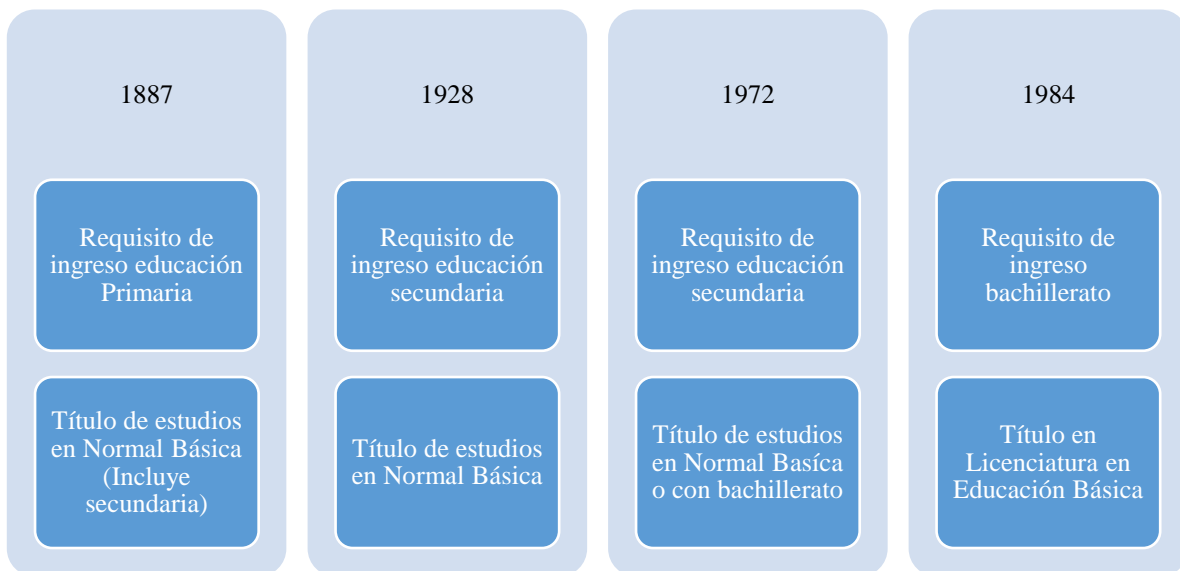 1887
Requisito de
ingreso educación
Primaria
Título de estudios
en Normal Básica
(Incluye
secundaria)
1928
Requisito de
ingreso educación
secundaria
Título de estudios
en Normal Básica
1972
Requisito de
ingreso educación
secundaria
Título de estudios
en Normal Basíca
o con bachillerato
1984
Requisito de
ingreso
bachillerato
Título en
Licenciatura en
Educación Básica